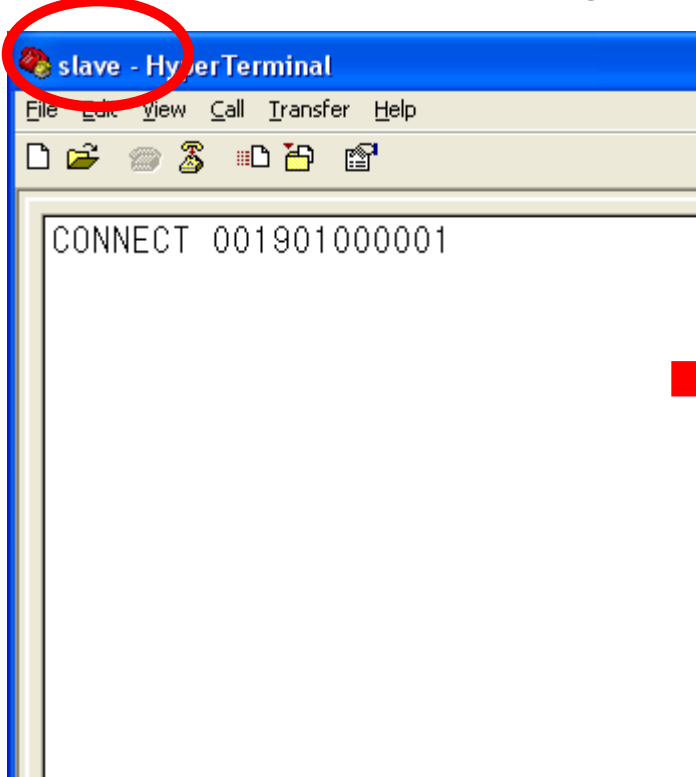 slave - HyperTerminal
File Edit View Call Transfer Help
CONNECT 001901000001